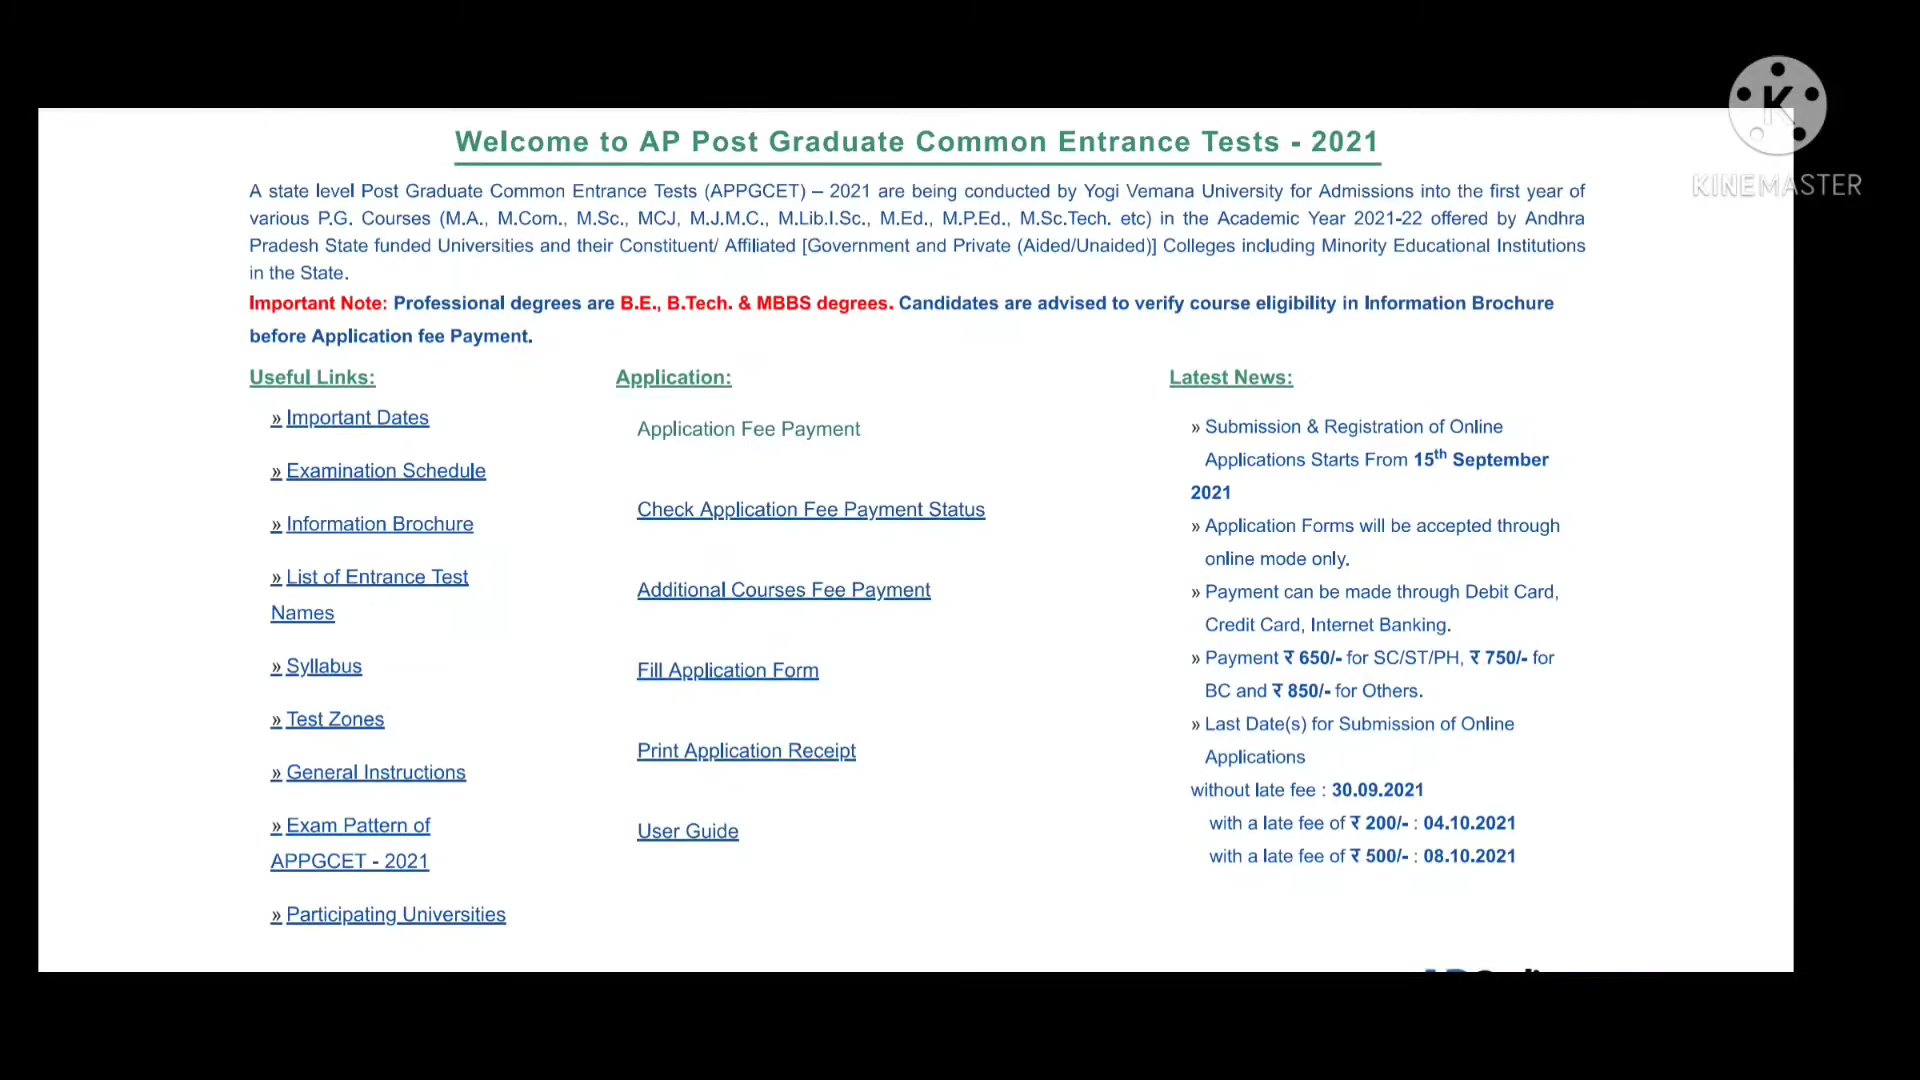 Welcome to AP Post Graduate Common Entrance Tests - 2021
A state level Post Graduate Common Entrance Tests (APPGCET) – 2021 are being conducted by Yogi Vemana University for Admissions into the first year of
various P.G. Courses (M.A., M.Com., M.Sc., MCJ, M.J.M.C., M.Lib.I.Sc., M.Ed., M.P.Ed., M.Sc.Tech. etc) in the Academic Year 2021-22 offered by Andhra
Pradesh State funded Universities and their Constituent/ Affiliated [Government and Private (Aided/Unaided)] Colleges including Minority Educational Institutions
in the State.
Important Note: Professional degrees are B.E., B.Tech. & MBBS degrees. Candidates are advised to verify course eligibility in Information Brochure
before Application fee Payment.
Useful Links:
» Important Dates
» Examination Schedule
» Information Brochure
» List of Entrance Test
Names
» Syllabus
» Test Zones
» General Instructions
» Exam Pattern of
APPGCET - 2021
» Participating Universities
Application:
Application Fee Payment
Check Application Fee Payment Status
Additional Courses Fee Payment
Fill Application Form
Print Application Receipt
User Guide
Latest News:
» Submission & Registration of Online
Applications Starts From 15th September
2021
» Application Forms will be accepted through
online mode only.
» Payment can be made through Debit Card,
Credit Card, Internet Banking.
» Payment ₹ 650/- for SC/ST/PH, ₹ 750/- for
BC and ₹ 850/- for Others.
» Last Date(s) for Submission of Online
Applications
without late fee : 30.09.2021
with a late fee of ₹ 200/- : 04.10.2021
with a late fee of ₹ 500/- : 08.10.2021
K
KINEMASTER